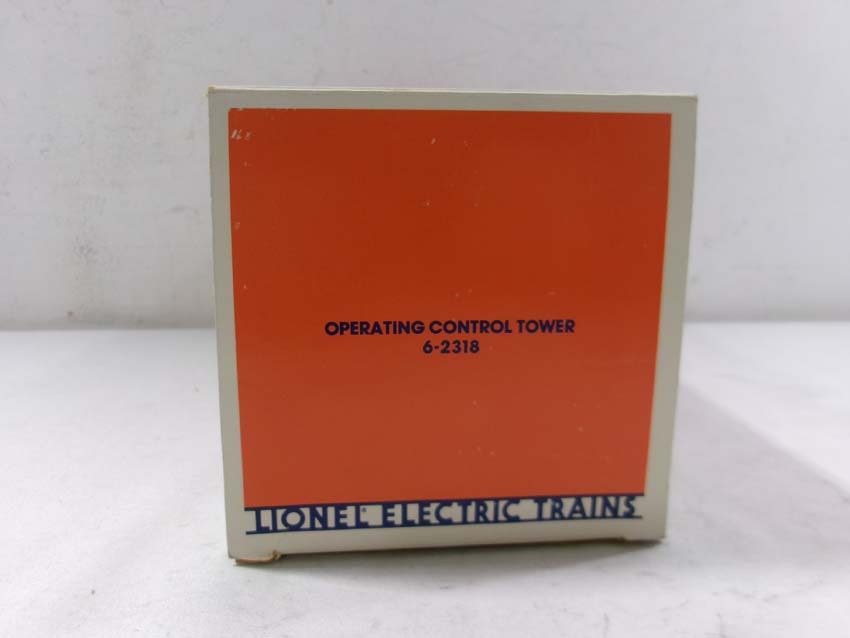 OPERATING CONTROL TOWER
6-2318
LIONEL® ELECTRIC TRAINS